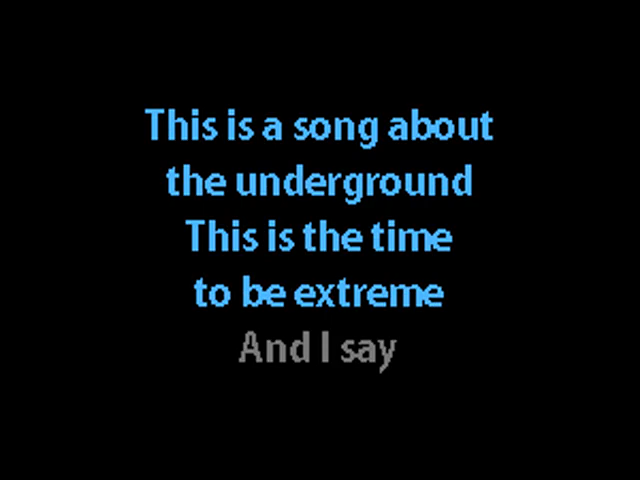 This is a song about
the underground
This is the time
to be extreme
And I say